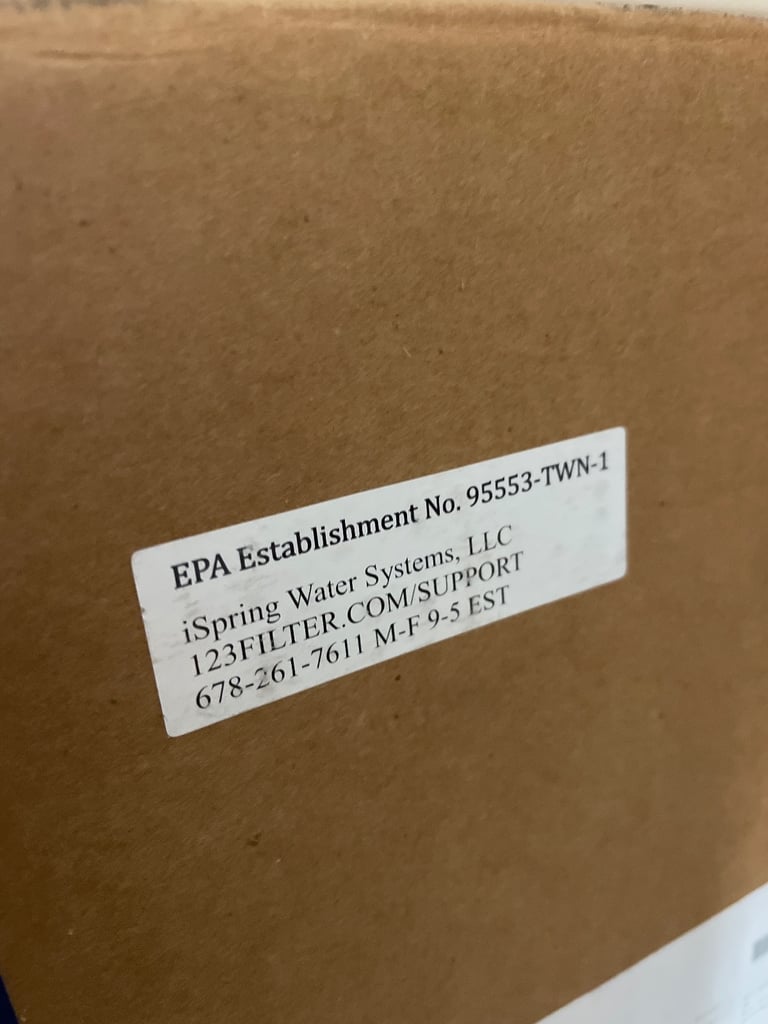 EPA Establishment No. 95553-TWN-1
iSpring Water Systems, LLC
123FILTER.COM/SUPPORT
678-261-7611 M-F 9-5 EST